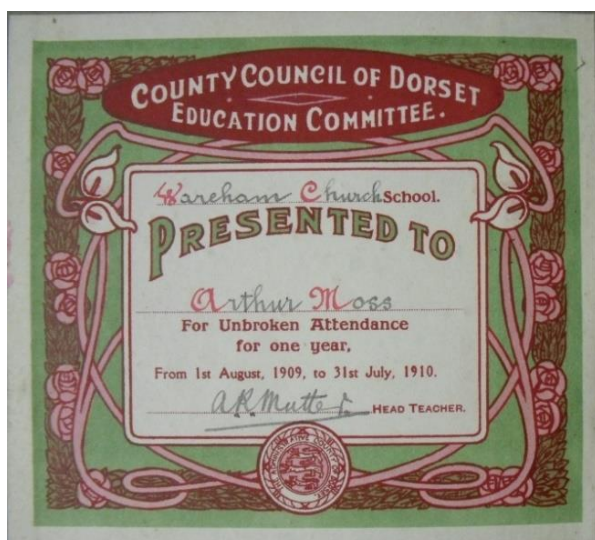 COUNTY COUNCIL OF DORSET
EDUCATION COMMITTEE.
Wareham Church SCHOOL.
PRESENTED TO
Arthur Moss
For Unbroken Attendance
for one year,
From 1st August, 1909, to 31st July, 1910.
A.R. Mutter HEAD TEACHER.